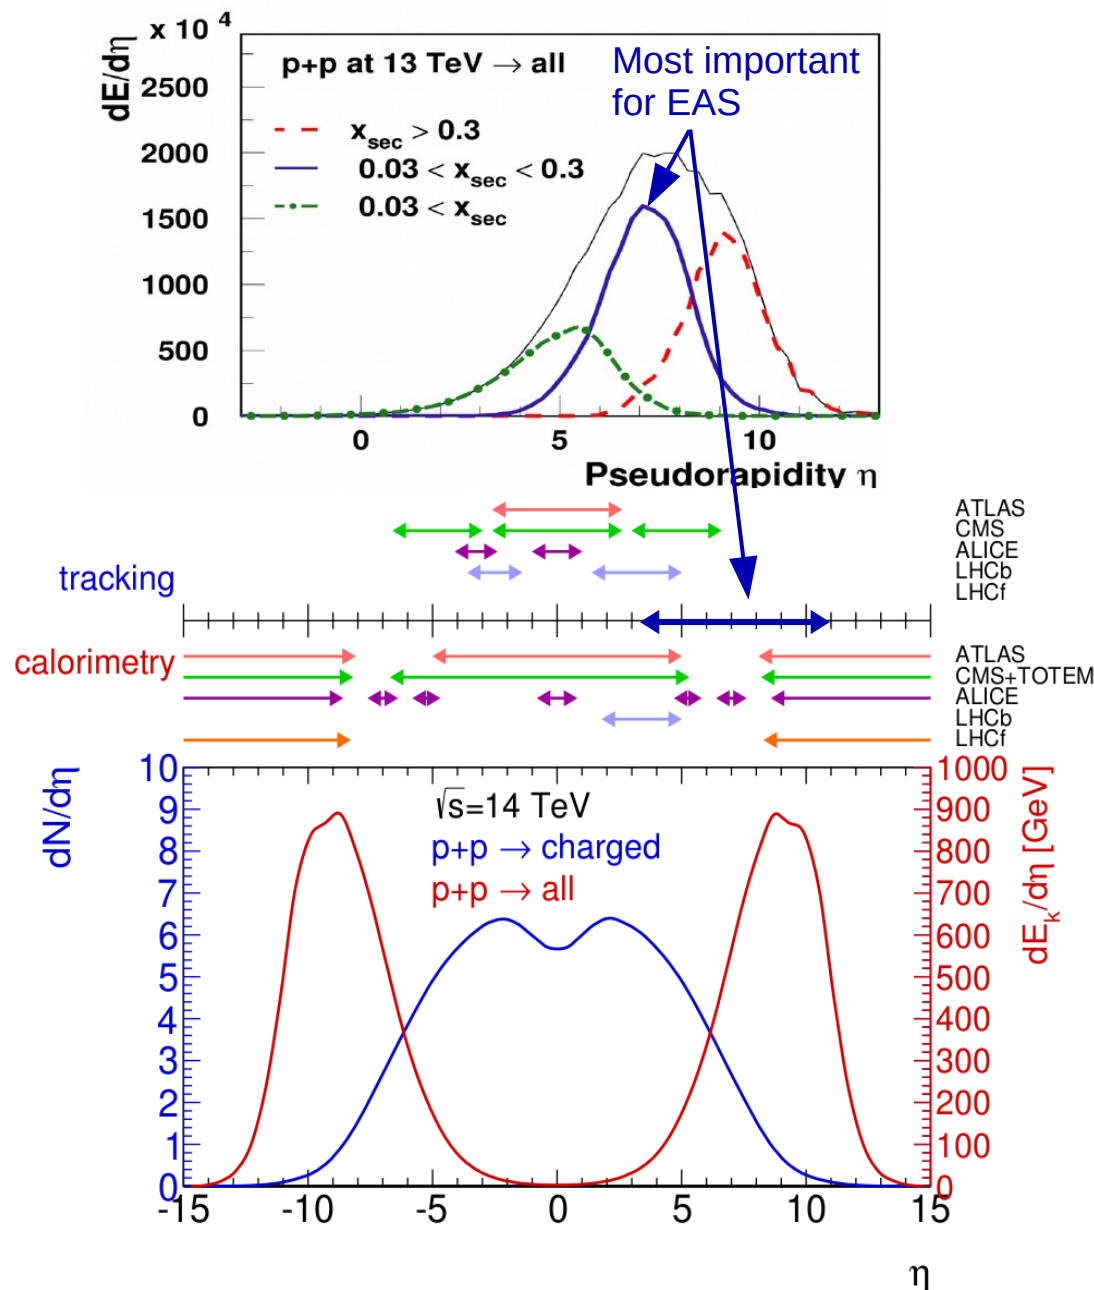 x 10 4
dE/dη
p+p at 13 TeV → all
Most important
for EAS
2500
x sec > 0.3
2000
0.03 < x sec < 0.3
1500
0.03 < x sec
1000
500
0
0 5 10
Pseudorapidity η
ATLAS
CMS
ALICE
tracking
LHCb
LHCf
calorimetry
ATLAS
CMS+TOTEM
ALICE
LHCb
LHCf
dN/dη
10
9
8
7
6
5
4
3
2
1
0
√s=14 TeV
p+p → charged
p+p → all
1000
900
800
700
600
500
400
300
200
100
0
dEk/dη [GeV]
-15 -10 -5 0 5 10 15
η